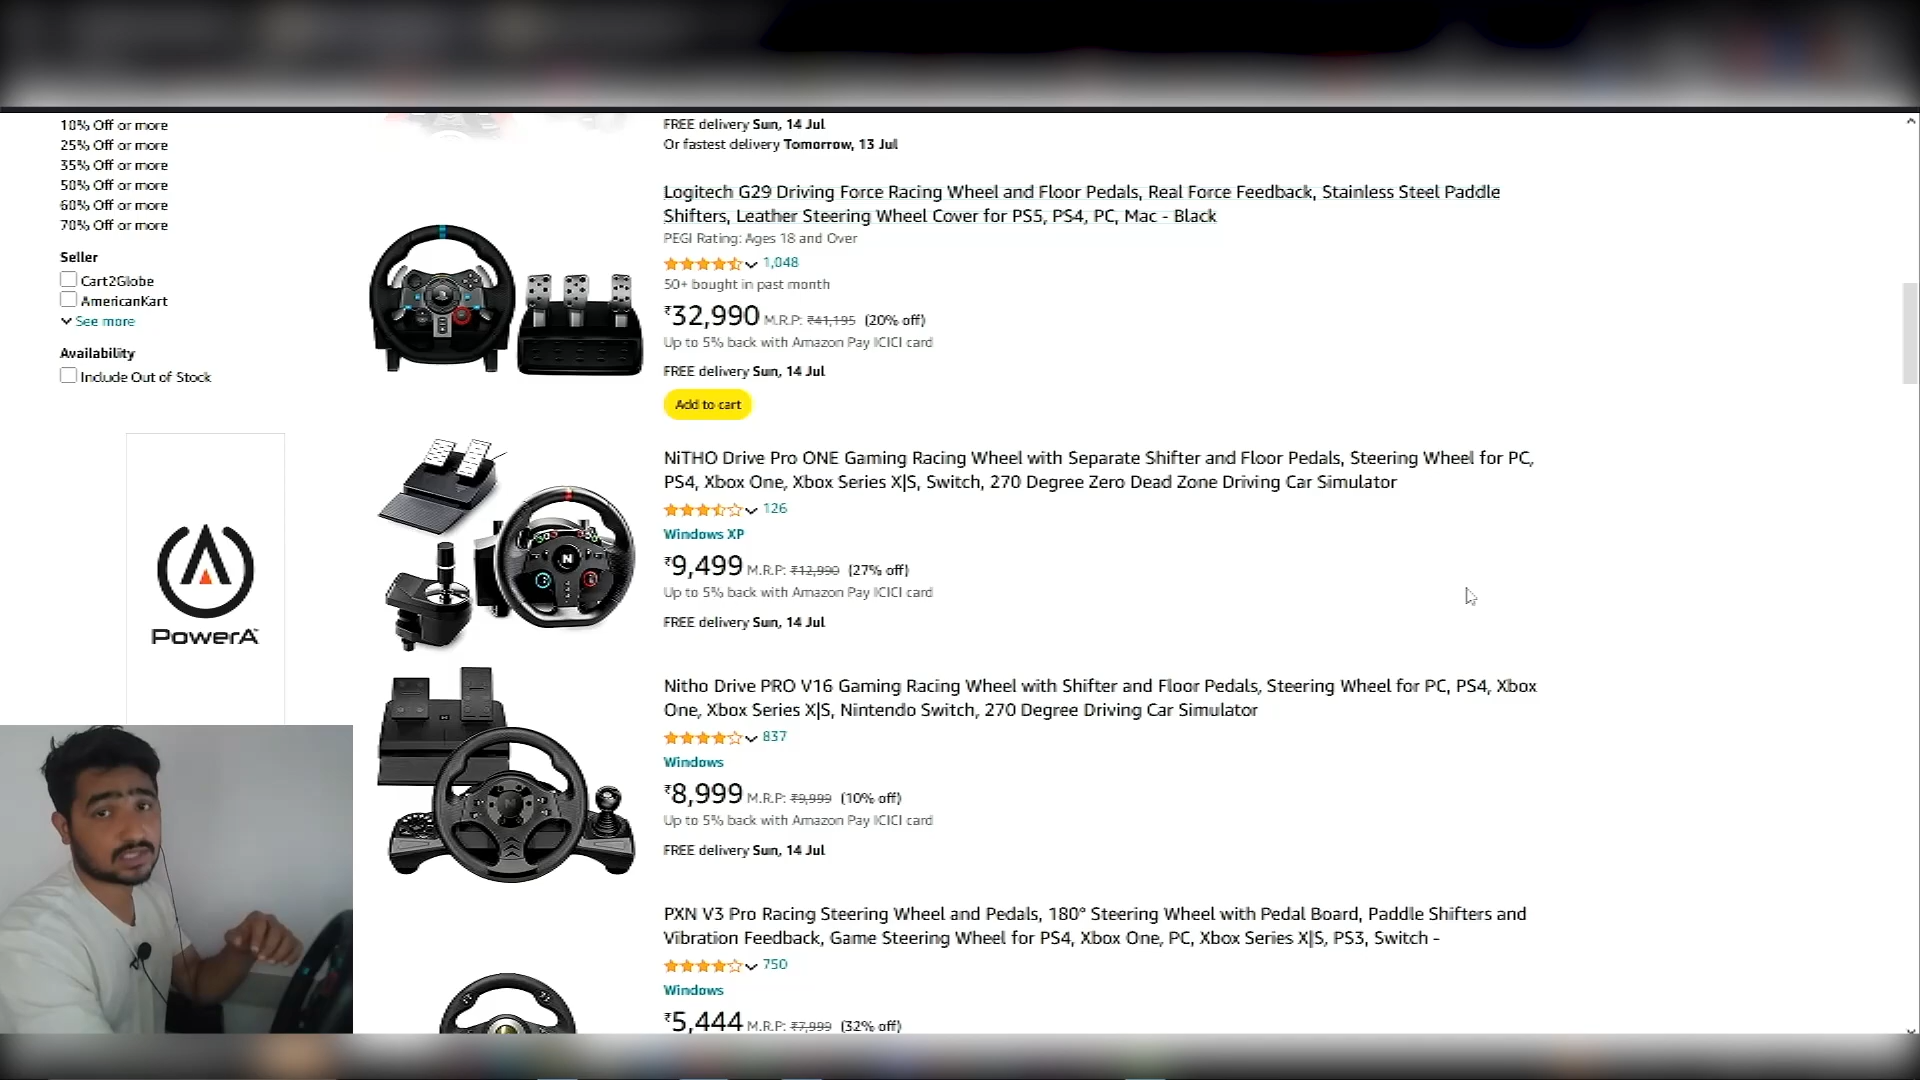 10% Off or more
25% Off or more
35% Off or more
50% Off or more
60% Off or more
70% Off or more
Seller
Cart2Globe
AmericanKart
See more
Availability
Include Out of Stock
PowerA
FREE delivery Sun, 14 Jul
Or fastest delivery Tomorrow, 13 Jul
Logitech G29 Driving Force Racing Wheel and Floor Pedals, Real Force Feedback, Stainless Steel Paddle
Shifters, Leather Steering Wheel Cover for PS5, PS4, PC, Mac - Black
PEGI Rating: Ages 18 and Over
1,048
50+ bought in past month
₹32,990 M.R.P: ₹41,195 (20% off)
Up to 5% back with Amazon Pay ICICI card
FREE delivery Sun, 14 Jul
Add to cart
NiTHO Drive Pro ONE Gaming Racing Wheel with Separate Shifter and Floor Pedals, Steering Wheel for PC,
PS4, Xbox One, Xbox Series X|S, Switch, 270 Degree Zero Dead Zone Driving Car Simulator
126
Windows XP
₹9,499 M.R.P: ₹12,990 (27% off)
Up to 5% back with Amazon Pay ICICI card
FREE delivery Sun, 14 Jul
Nitho Drive PRO V16 Gaming Racing Wheel with Shifter and Floor Pedals, Steering Wheel for PC, PS4, Xbox
One, Xbox Series X|S, Nintendo Switch, 270 Degree Driving Car Simulator
837
Windows
₹8,999 M.R.P: ₹9,999 (10% off)
Up to 5% back with Amazon Pay ICICI card
FREE delivery Sun, 14 Jul
PXN V3 Pro Racing Steering Wheel and Pedals, 180° Steering Wheel with Pedal Board, Paddle Shifters and
Vibration Feedback, Game Steering Wheel for PS4, Xbox One, PC, Xbox Series X|S, PS3, Switch -
750
Windows
₹5,444 M.R.P: ₹7,999 (32% off)